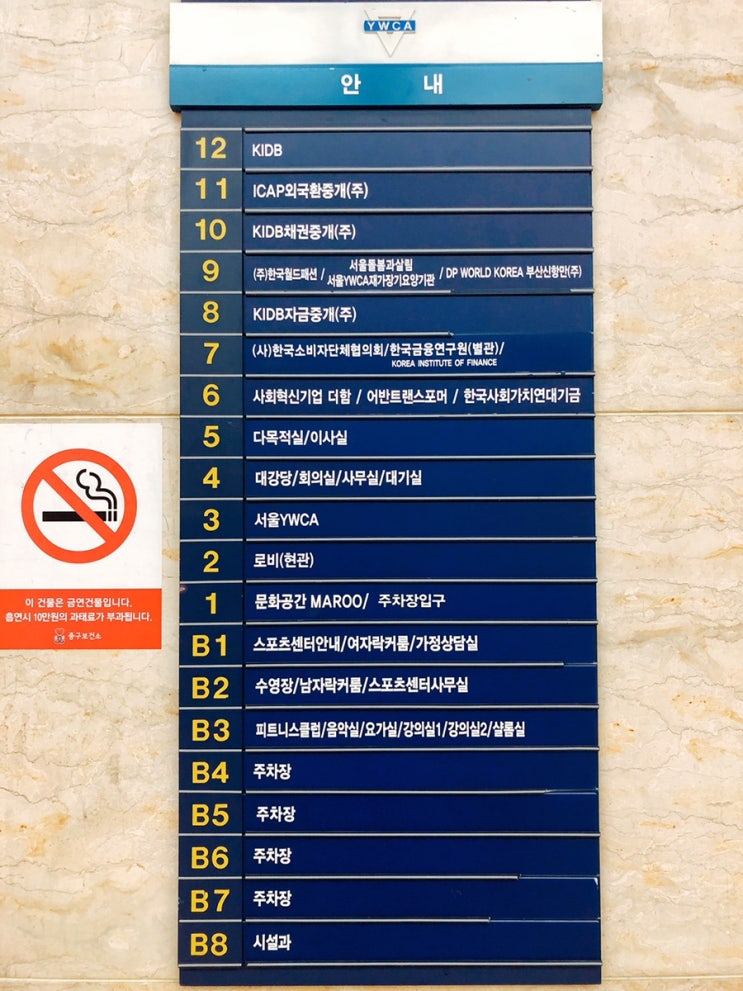 YWCA
안 내
12 KIDB
11 ICAP외국환중개(주)
10 KIDB채권중개(주)
9 (주)한국월드패션 / 서울돌봄과살림 서울YWCA재가장기요양기관 / DP WORLD KOREA 부산신항만(주)
8 KIDB자금중개(주)
7 (사)한국소비자단체협의회/한국금융연구원(별관)/
KOREA INSTITUTE OF FINANCE
6 사회혁신기업 더함 / 어반트랜스포머 / 한국사회가치연대기금
5 다목적실/이사실
4 대강당/회의실/사무실/대기실
3 서울YWCA
2 로비(현관)
1 문화공간 MAROO/ 주차장입구
B1 스포츠센터안내/여자락커룸/가정상담실
B2 수영장/남자락커룸/스포츠센터사무실
B3 피트니스클럽/음악실/요가실/강의실1/강의실2/샬롬실
B4 주차장
B5 주차장
B6 주차장
B7 주차장
B8 시설과
이 건물은 금연건물입니다.
흡연시 10만원의 과태료가 부과됩니다.
중구보건소